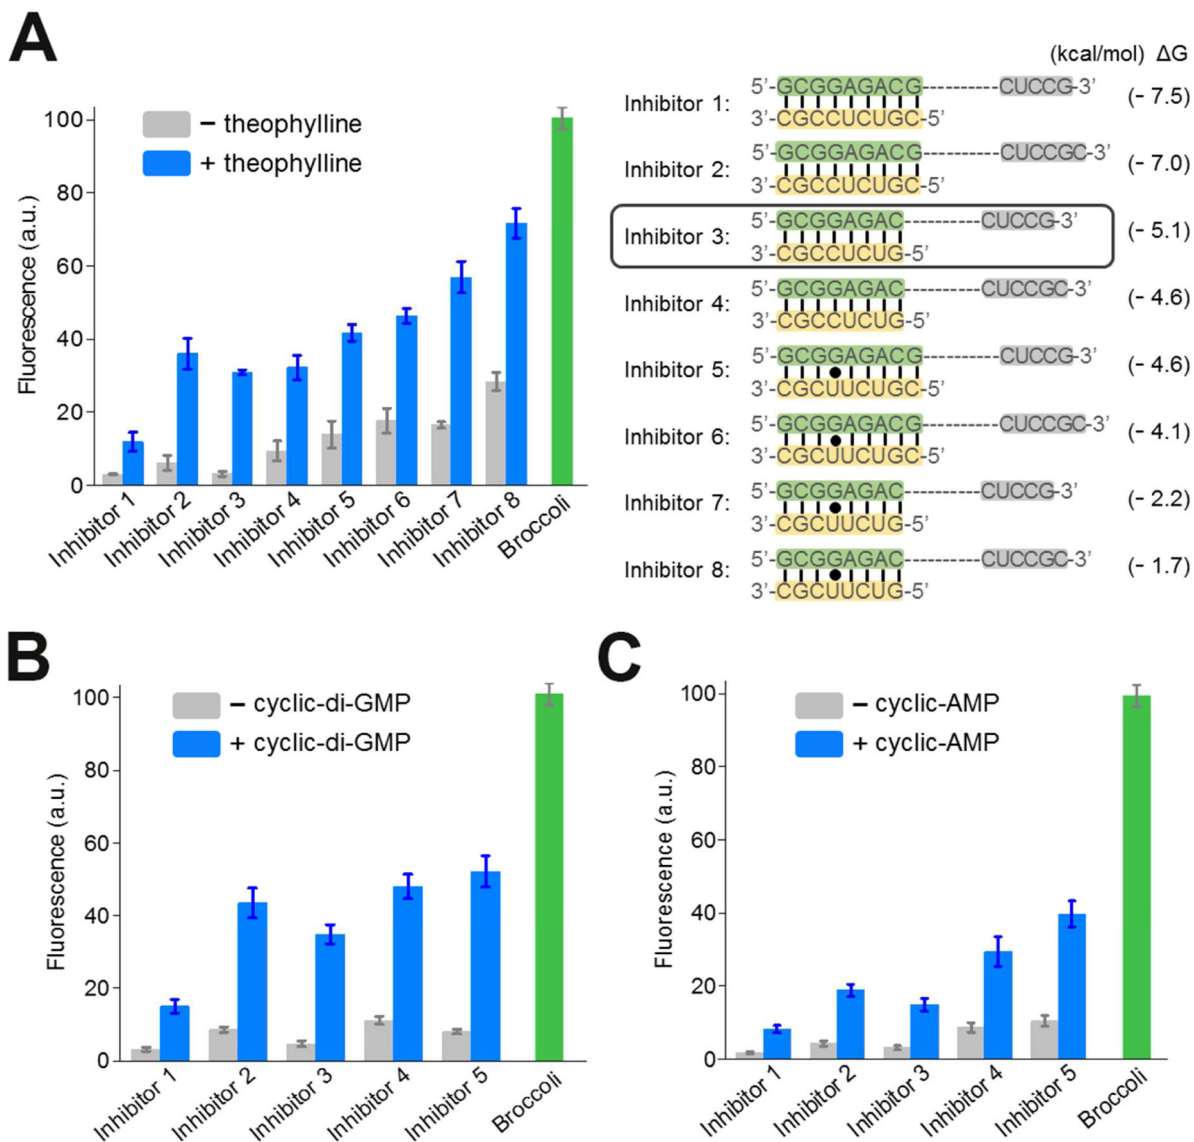 A
100
80
60
40
20
0
Fluorescence (a.u.)
– theophylline
+ theophylline
Inhibitor 1
Inhibitor 2
Inhibitor 3
Inhibitor 4
Inhibitor 5
Inhibitor 6
Inhibitor 7
Inhibitor 8
Broccoli
(kcal/mol) ΔG
Inhibitor 1:
5'-GCGGAGACG----------CUCCG-3'
3'-CGCCUCUGC-5'
(- 7.5)
Inhibitor 2:
5'-GCGGAGACG----------CUCCGC-3'
3'-CGCCUCUGC-5'
(- 7.0)
Inhibitor 3:
5'-GCGGAGAC----------CUCCG-3'
3'-CGCCUCUG-5'
(- 5.1)
Inhibitor 4:
5'-GCGGAGAC----------CUCCGC-3'
3'-CGCCUCUG-5'
(- 4.6)
Inhibitor 5:
5'-GCGGAGACG----------CUCCG-3'
3'-CGCUUCUGC-5'
(- 4.6)
Inhibitor 6:
5'-GCGGAGACG----------CUCCGC-3'
3'-CGCUUCUGC-5'
(- 4.1)
Inhibitor 7:
5'-GCGGAGAC----------CUCCG-3'
3'-CGCUUCUG-5'
(- 2.2)
Inhibitor 8:
5'-GCGGAGAC----------CUCCGC-3'
3'-CGCUUCUG-5'
(- 1.7)
B
100
80
60
40
20
0
Fluorescence (a.u.)
– cyclic-di-GMP
+ cyclic-di-GMP
Inhibitor 1
Inhibitor 2
Inhibitor 3
Inhibitor 4
Inhibitor 5
Broccoli
C
100
80
60
40
20
0
Fluorescence (a.u.)
– cyclic-AMP
+ cyclic-AMP
Inhibitor 1
Inhibitor 2
Inhibitor 3
Inhibitor 4
Inhibitor 5
Broccoli